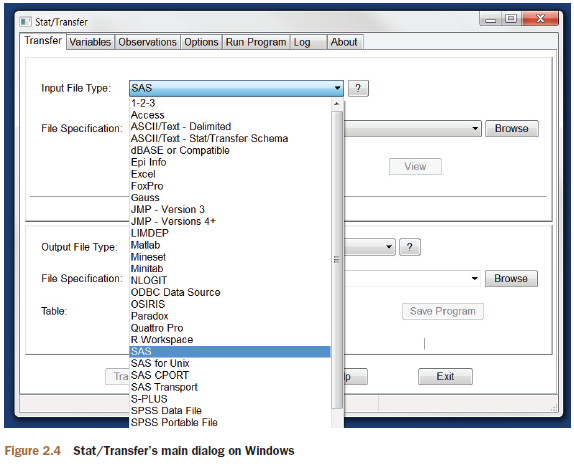 Stat/Transfer
Transfer Variables Observations Options Run Program Log About
Input File Type: SAS ?
1-2-3
Access
File Specification: ASCII/Text - Delimited Browse
ASCII/Text - Stat/Transfer Schema
dBASE or Compatible
Epi Info
View
Excel
FoxPro
Gauss
JMP - Version 3
JMP - Versions 4+
LIMDEP
Output File Type: Matlab ?
Mineset
Minitab
File Specification: NLOGIT Browse
ODBC Data Source
OSIRIS
Table: Paradox Save Program
Quattro Pro
R Workspace
SAS
SAS for Unix
Tra SAS CPORT lp Exit
SAS Transport
S-PLUS
SPSS Data File
SPSS Portable File
Figure 2.4 Stat/Transfer's main dialog on Windows